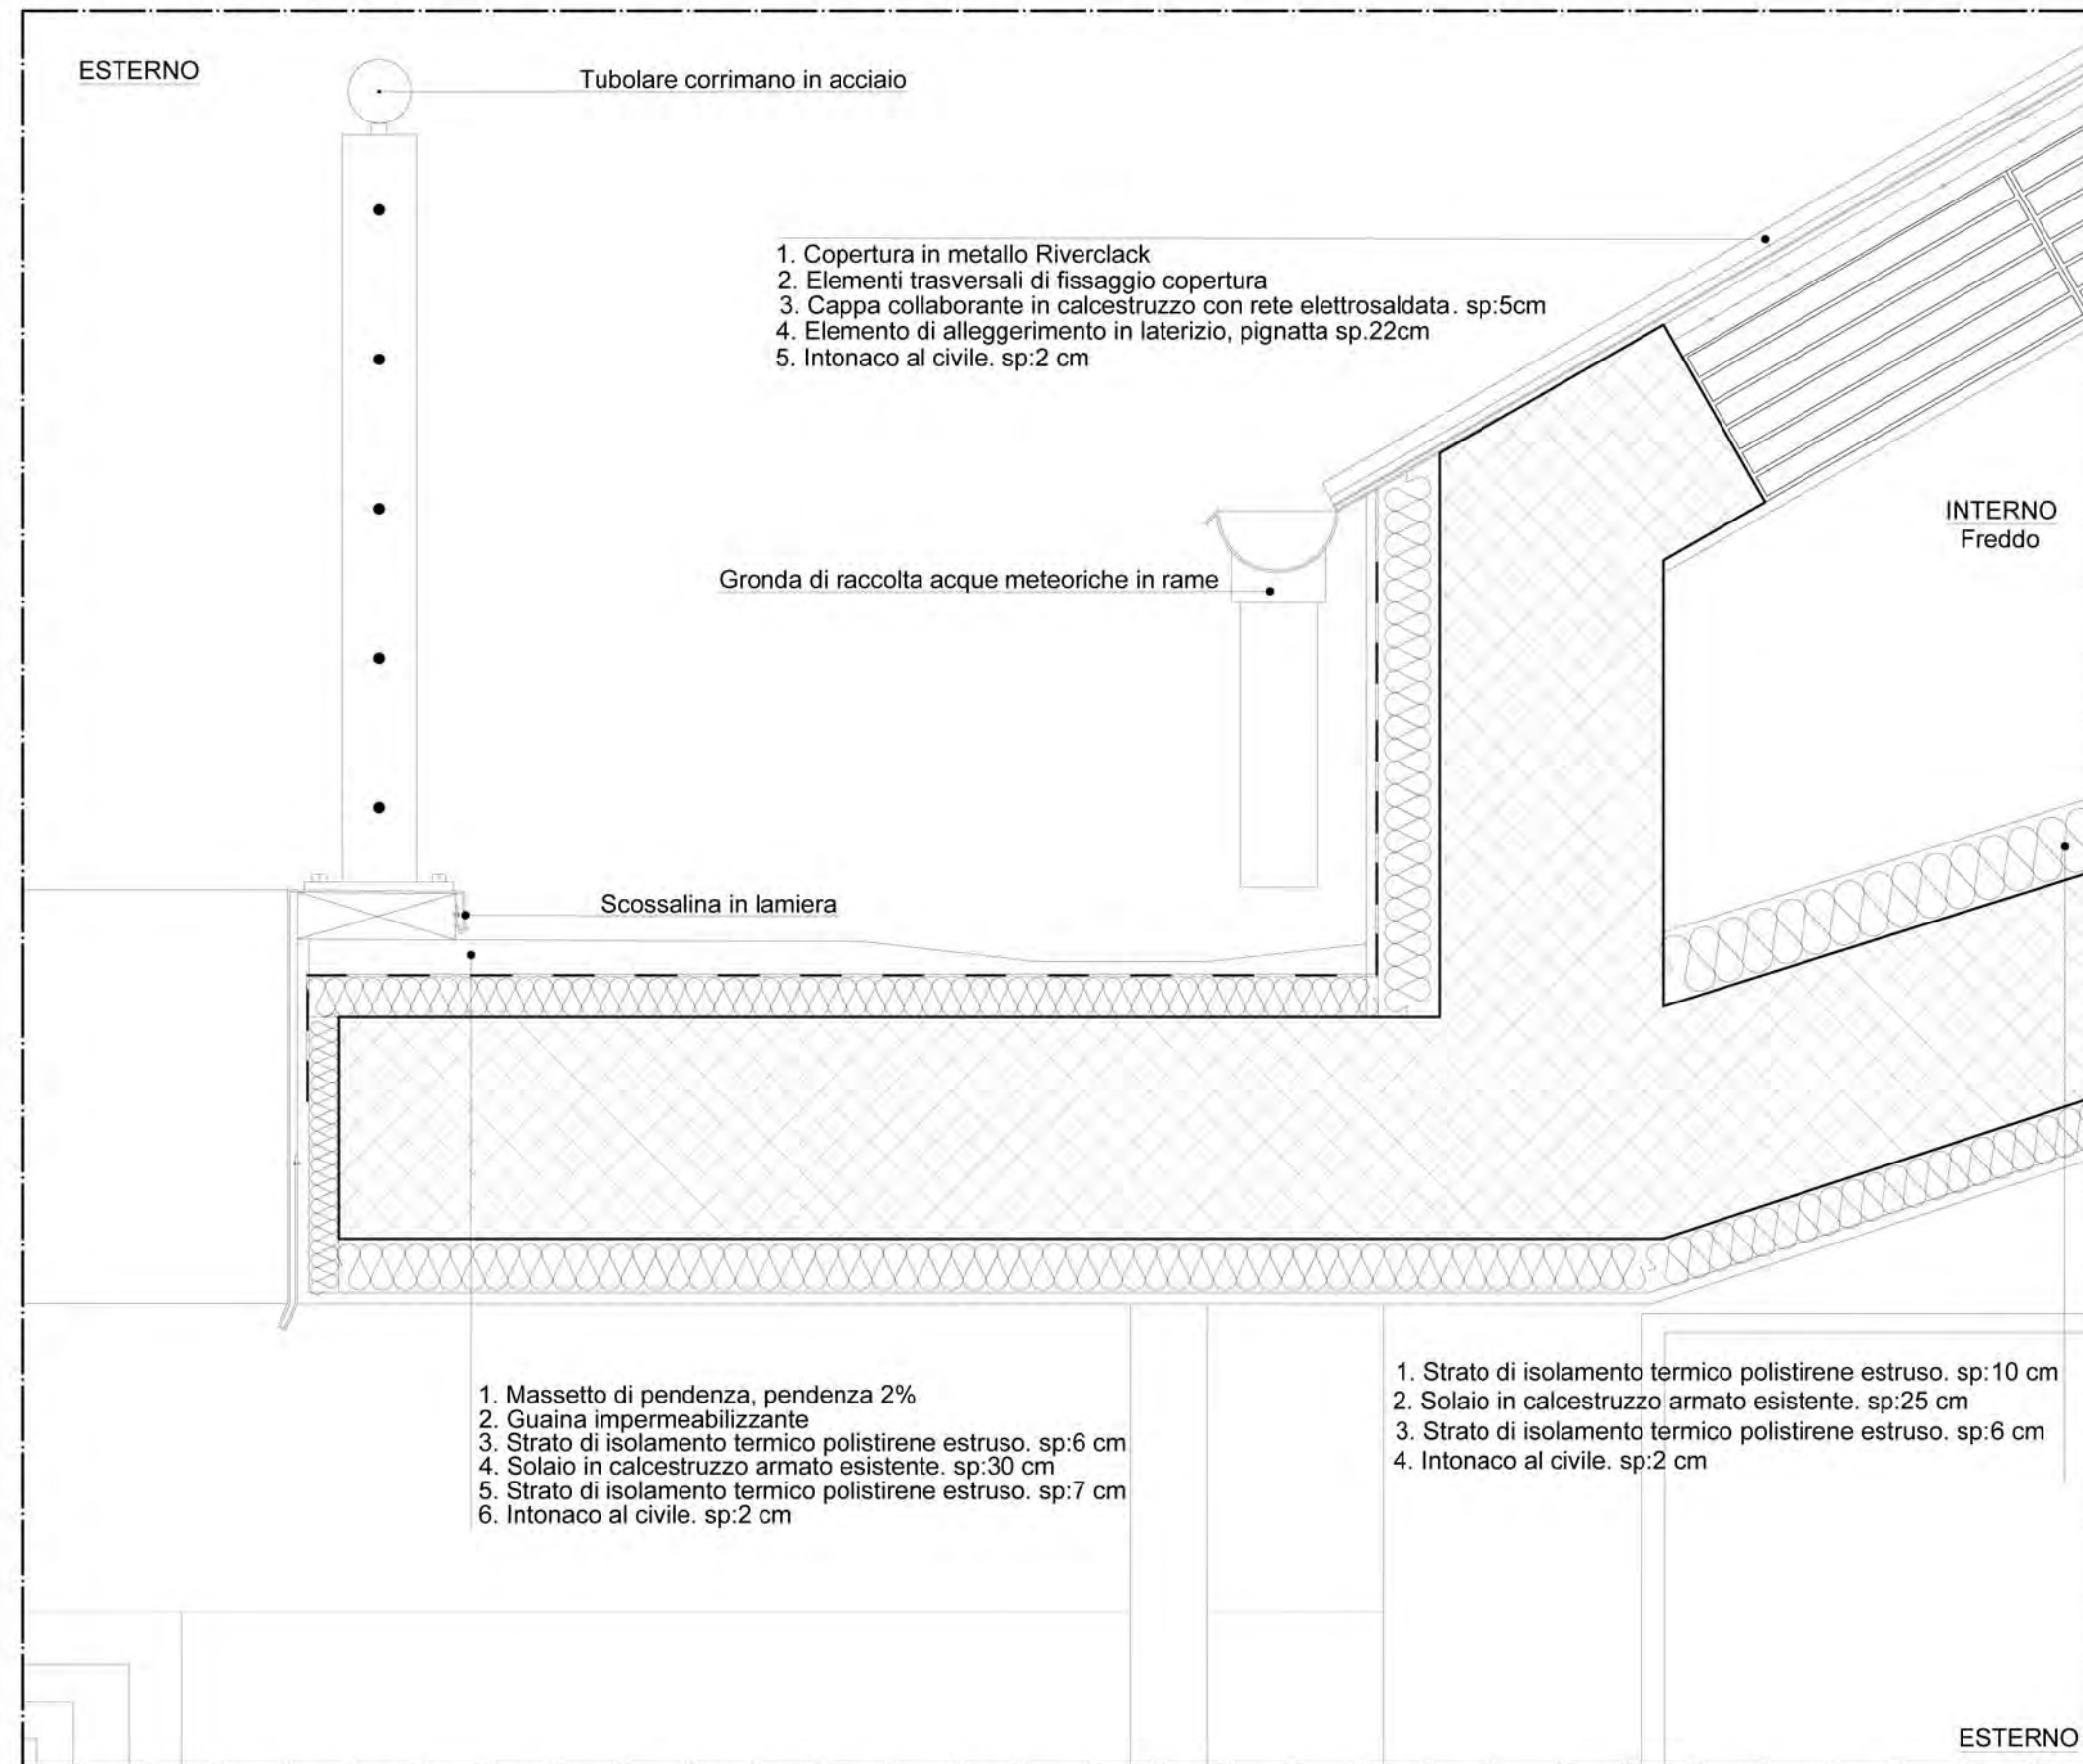 ESTERNO
Tubolare corrimano in acciaio
1. Copertura in metallo Riverclack
2. Elementi trasversali di fissaggio copertura
3. Cappa collaborante in calcestruzzo con rete elettrosaldata. sp:5cm
4. Elemento di alleggerimento in laterizio, pignatta sp.22cm
5. Intonaco al civile. sp:2 cm
INTERNO
Freddo
Gronda di raccolta acque meteoriche in rame
Scossalina in lamiera
1. Massetto di pendenza, pendenza 2%
2. Guaina impermeabilizzante
3. Strato di isolamento termico polistirene estruso. sp:6 cm
4. Solaio in calcestruzzo armato esistente. sp:30 cm
5. Strato di isolamento termico polistirene estruso. sp:7 cm
6. Intonaco al civile. sp:2 cm
1. Strato di isolamento termico polistirene estruso. sp:10 cm
2. Solaio in calcestruzzo armato esistente. sp:25 cm
3. Strato di isolamento termico polistirene estruso. sp:6 cm
4. Intonaco al civile. sp:2 cm
ESTERNO